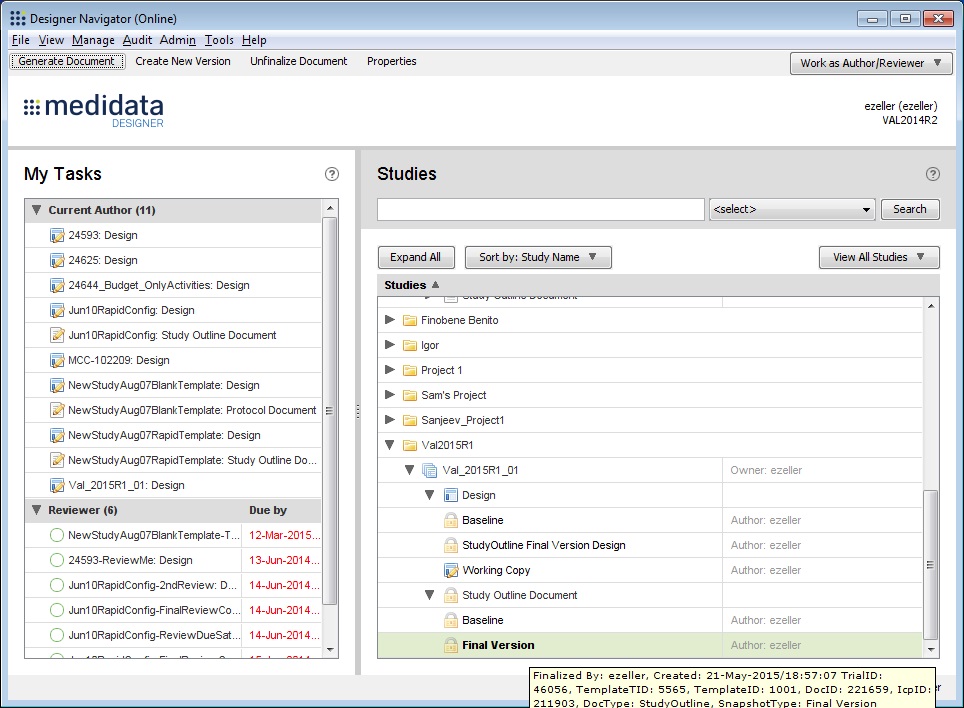 Designer Navigator (Online)
File View Manage Audit Admin Tools Help
Generate Document Create New Version Unfinalize Document Properties
Work as Author/Reviewer
medidata
DESIGNER
ezeller (ezeller)
VAL2014R2
My Tasks
Current Author (11)
24593: Design
24625: Design
24644_Budget_OnlyActivities: Design
Jun10RapidConfig: Design
Jun10RapidConfig: Study Outline Document
MCC-102209: Design
NewStudyAug07BlankTemplate: Design
NewStudyAug07BlankTemplate: Protocol Document
NewStudyAug07RapidTemplate: Design
NewStudyAug07RapidTemplate: Study Outline Do...
Val_2015R1_01: Design
Reviewer (6) Due by
NewStudyAug07BlankTemplate-T... 12-Mar-2015...
24593-ReviewMe: Design 13-Jun-2014...
Jun10RapidConfig-2ndReview: D... 14-Jun-2014...
Jun10RapidConfig-FinalReviewCo... 14-Jun-2014...
Jun10RapidConfig-ReviewDueSat... 14-Jun-2014...
Studies
<select> Search
Expand All Sort by: Study Name View All Studies
Studies
Study Outline Document
Finobene Benito
Igor
Project 1
Sam's Project
Sanjeev_Project1
Val2015R1
Val_2015R1_01 Owner: ezeller
Design
Baseline Author: ezeller
StudyOutline Final Version Design Author: ezeller
Working Copy Author: ezeller
Study Outline Document
Baseline Author: ezeller
Final Version Author: ezeller
Finalized By: ezeller, Created: 21-May-2015/18:57:07 TrialID:
46056, TemplateTID: 5565, TemplateID: 1001, DocID: 221659, IcpID:
211903, DocType: StudyOutline, SnapshotType: Final Version